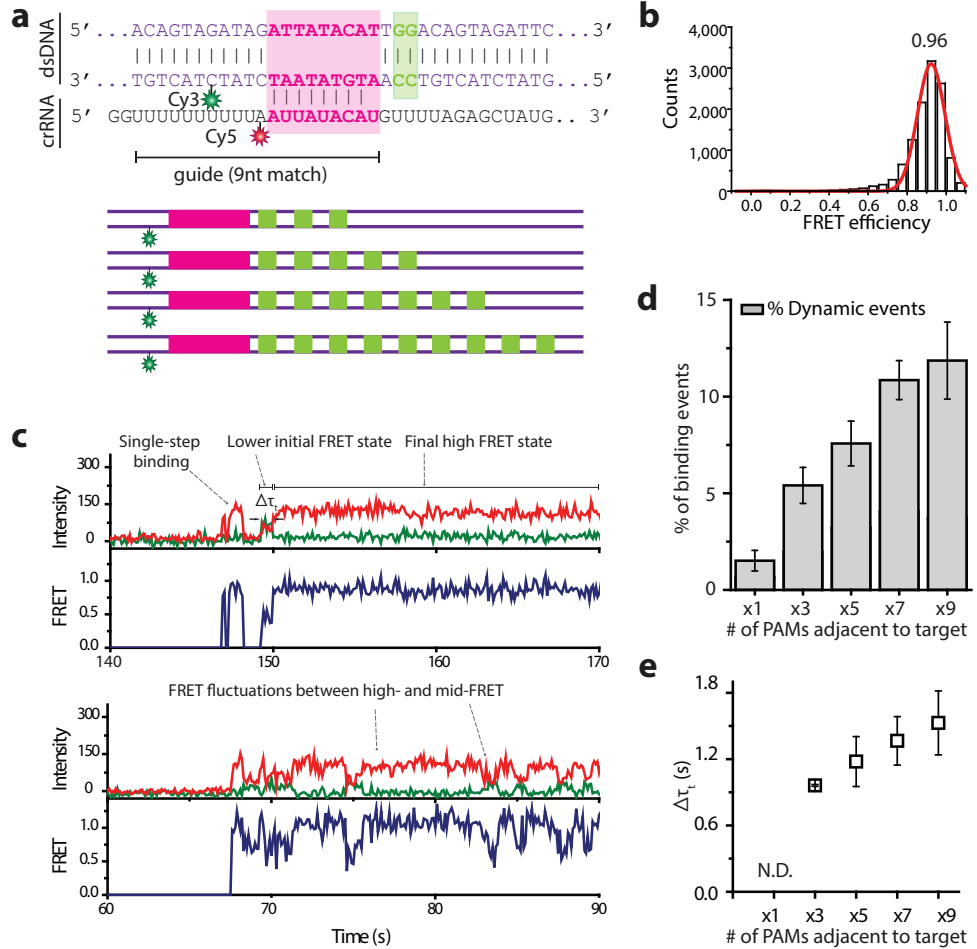 a
5′ ...ACAGTAGATAGATTATACATTGGACAGTAGATTC... 3′
dsDNA
3′ ...TGTCATCTATCTAATATGTAACCTGTCATCTATG... 5′
Cy3
crRNA
5′ GGUUUUUUUUUUAAUUAUACAUGUUUUAGAGCUAUG.. 3′
Cy5
guide (9nt match)
b
0.96
Counts
3,000
4,000
2,000
1,000
0
0.0 0.2 0.4 0.6 0.8 1.0
FRET efficiency
c
Single-step binding
Lower initial FRET state
Final high FRET state
Δτt
Intensity
300
150
0
FRET
1.0
0.5
0.0
140 150 160 170
FRET fluctuations between high- and mid-FRET
Intensity
300
150
0
FRET
1.0
0.5
0.0
60 70 80 90
Time (s)
d
% Dynamic events
% of binding events
15
10
5
0
x1 x3 x5 x7 x9
# of PAMs adjacent to target
e
Δτt (s)
1.8
1.2
0.6
0.0
N.D.
x1 x3 x5 x7 x9
# of PAMs adjacent to target